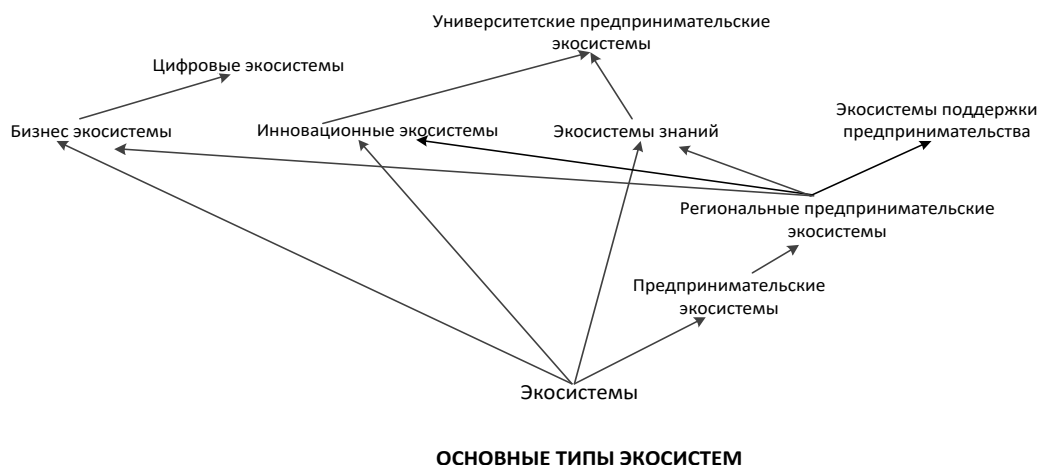 Университетские предпринимательские
экосистемы
Цифровые экосистемы
Экосистемы поддержки
предпринимательства
Бизнес экосистемы
Инновационные экосистемы
Экосистемы знаний
Региональные предпринимательские
экосистемы
Предпринимательские
экосистемы
Экосистемы
ОСНОВНЫЕ ТИПЫ ЭКОСИСТЕМ